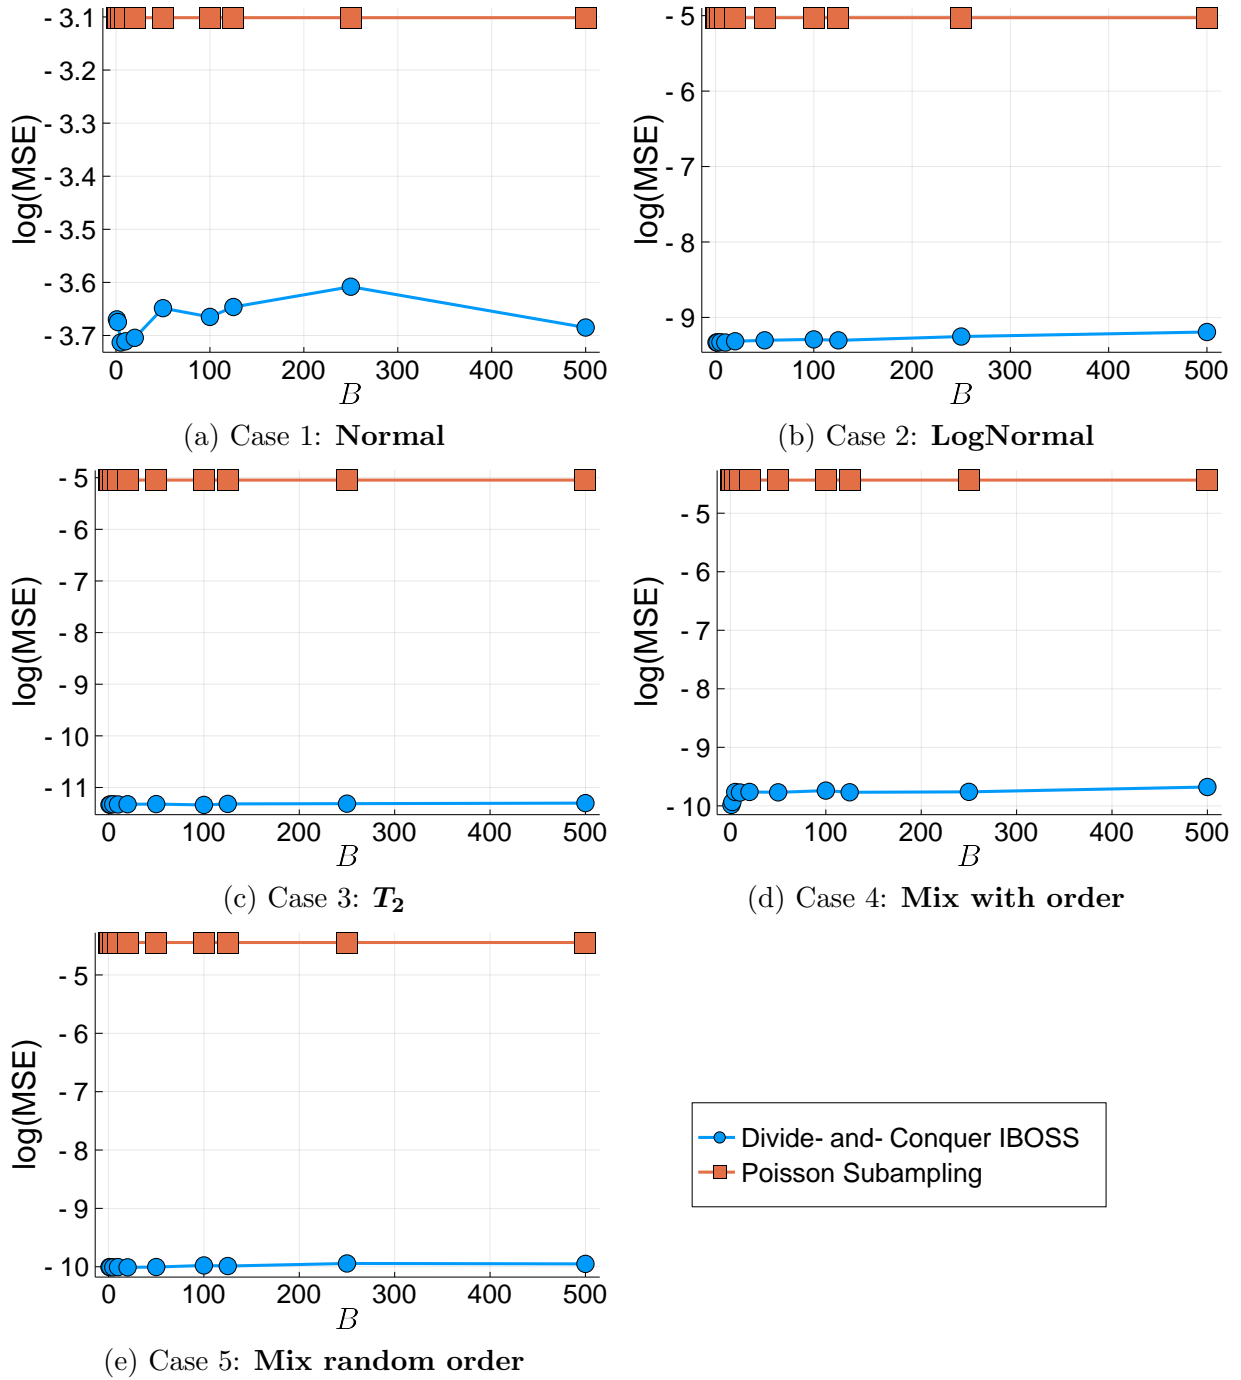 - 3.1
- 3.2
- 3.3
- 3.4
- 3.5
- 3.6
- 3.7
log(MSE)
0 100 200 300 400 500
B
(a) Case 1: Normal
- 5
- 6
- 7
- 8
- 9
log(MSE)
0 100 200 300 400 500
B
(b) Case 2: LogNormal
- 5
- 6
- 7
- 8
- 9
- 10
- 11
log(MSE)
0 100 200 300 400 500
B
(c) Case 3: T2
- 5
- 6
- 7
- 8
- 9
- 10
log(MSE)
0 100 200 300 400 500
B
(d) Case 4: Mix with order
- 5
- 6
- 7
- 8
- 9
- 10
log(MSE)
0 100 200 300 400 500
B
(e) Case 5: Mix random order
Divide- and- Conquer IBOSS
Poisson Subampling